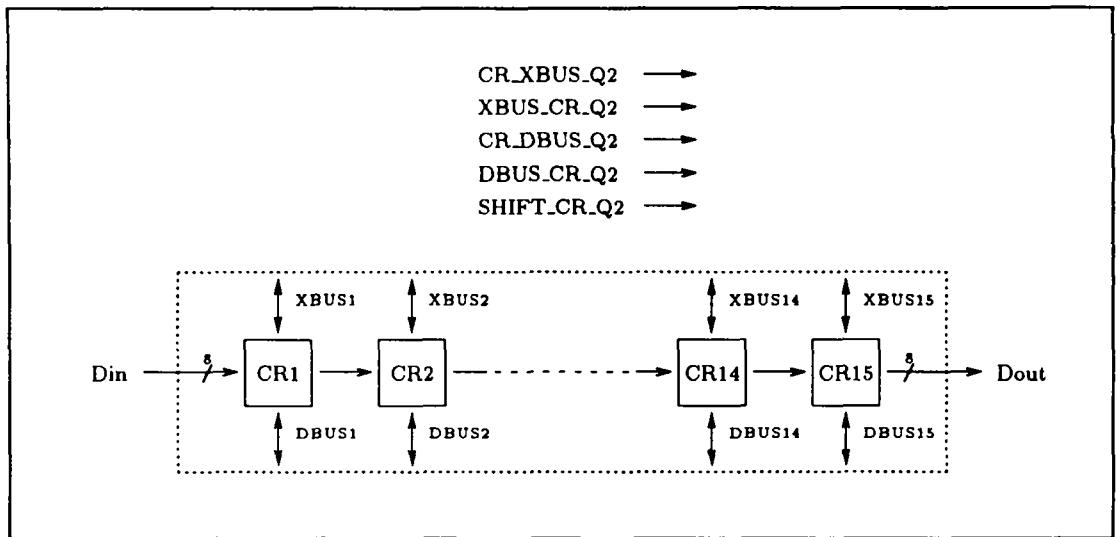 CR_XBUS_Q2
XBUS_CR_Q2
CR_DBUS_Q2
DBUS_CR_Q2
SHIFT_CR_Q2
XBUS1 XBUS2 XBUS14 XBUS15
Din 8 CR1 CR2 CR14 CR15 8 Dout
DBUS1 DBUS2 DBUS14 DBUS15